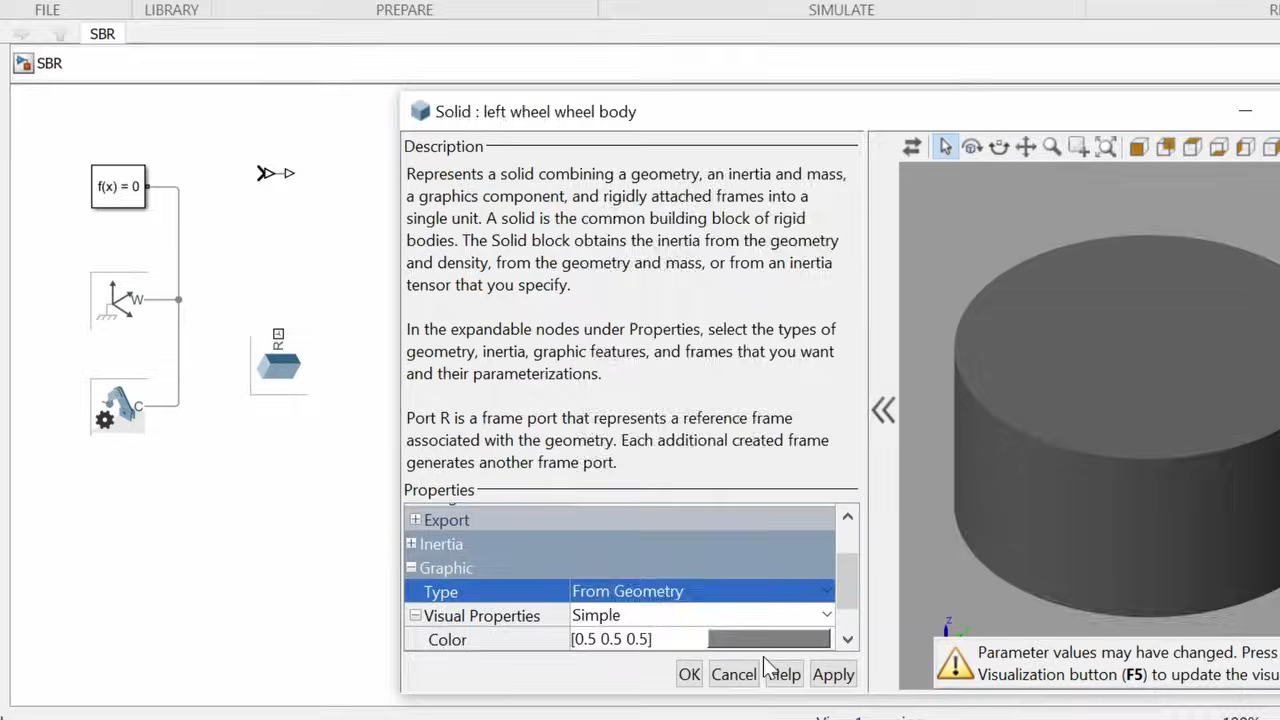 FILE
LIBRARY
PREPARE
SIMULATE
SBR
SBR
f(x) = 0
W
C
R
Solid : left wheel wheel body
Description
Represents a solid combining a geometry, an inertia and mass,
a graphics component, and rigidly attached frames into a
single unit. A solid is the common building block of rigid
bodies. The Solid block obtains the inertia from the geometry
and density, from the geometry and mass, or from an inertia
tensor that you specify.
In the expandable nodes under Properties, select the types of
geometry, inertia, graphic features, and frames that you want
and their parameterizations.
Port R is a frame port that represents a reference frame
associated with the geometry. Each additional created frame
generates another frame port.
Properties
Export
Inertia
Graphic
Type From Geometry
Visual Properties Simple
Color [0.5 0.5 0.5]
OK Cancel Help Apply
z
Parameter values may have changed. Press
Visualization button (F5) to update the visu